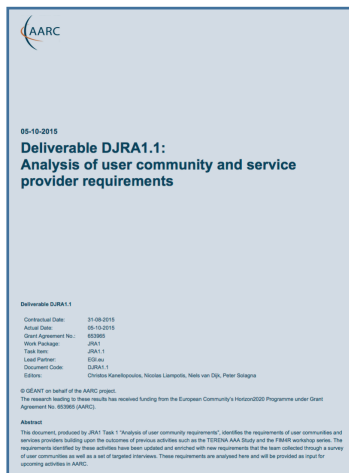 AARC
05-10-2015
Deliverable DJRA1.1:
Analysis of user community and service
provider requirements
Deliverable DJRA1.1
Contractual Date: 31-08-2015
Actual Date: 05-10-2015
Grant Agreement No.: 653965
Work Package: JRA1
Task Item: JRA1.1
Lead Partner: EGI.eu
Document Code: DJRA1.1
Editors: Christos Kanellopoulos, Nicolas Liampotis, Niels van Dijk, Peter Solagna
© GÉANT on behalf of the AARC project.
The research leading to these results has received funding from the European Community's Horizon2020 Programme under Grant
Agreement No. 653965 (AARC).
Abstract
This document, produced by JRA1 Task 1 "Analysis of user community requirements", identifies the requirements of user communities and
services providers building upon the outcomes of previous activities such as the TERENA AAA Study and the FIM4R workshop series. The
requirements identified by these activities have been updated and enriched with new requirements that the team collected through a survey
of user communities as well as a set of targeted interviews. These requirements are analysed here and will be provided as input for
upcoming activities in AARC.